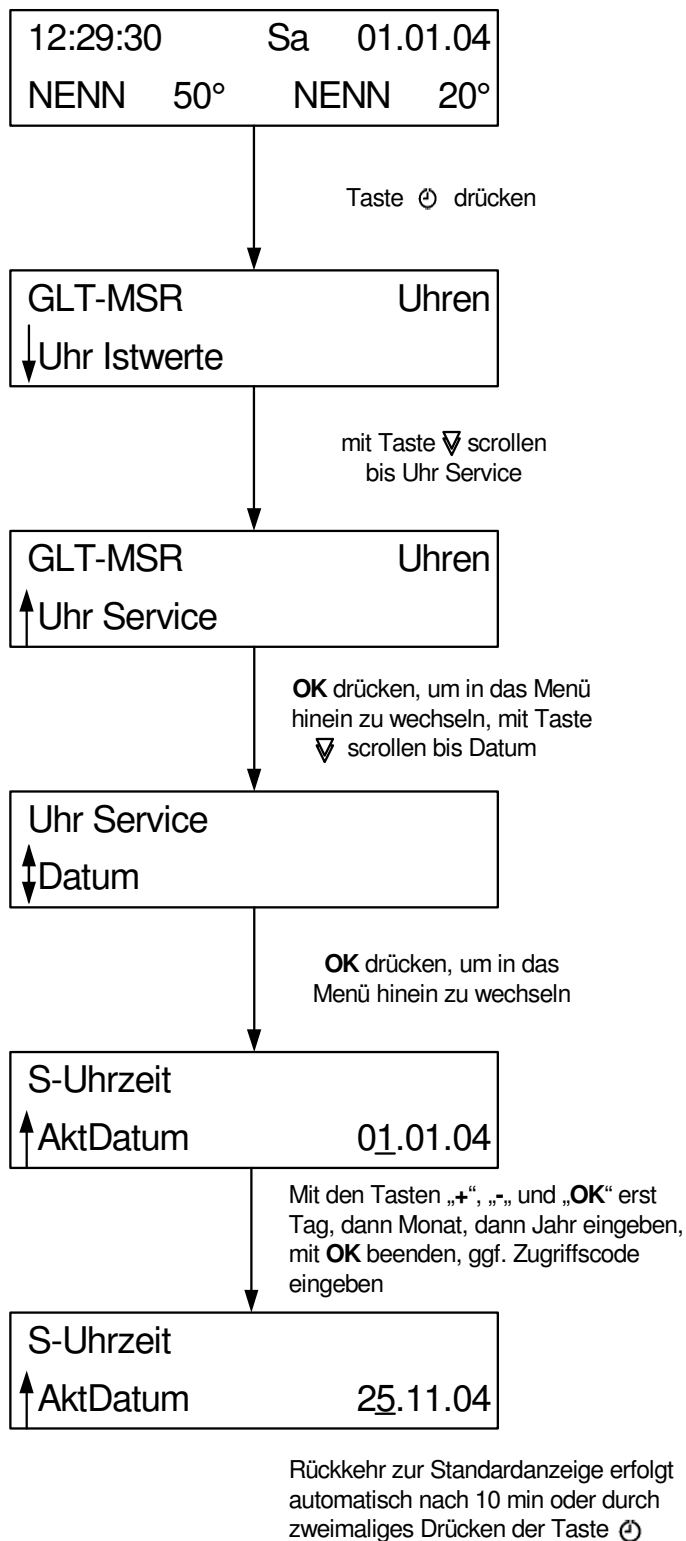 12:29:30 Sa 01.01.04
NENN 50° NENN 20°
Taste drücken
GLT-MSR Uhren
Uhr Istwerte
mit Taste scrollen
bis Uhr Service
GLT-MSR Uhren
Uhr Service
OK drücken, um in das Menü
hinein zu wechseln, mit Taste
scrollen bis Datum
Uhr Service
Datum
OK drücken, um in das
Menü hinein zu wechseln
S-Uhrzeit
AktDatum 01.01.04
Mit den Tasten „+“, „-„ und „OK“ erst
Tag, dann Monat, dann Jahr eingeben,
mit OK beenden, ggf. Zugriffscode
eingeben
S-Uhrzeit
AktDatum 25.11.04
Rückkehr zur Standardanzeige erfolgt
automatisch nach 10 min oder durch
zweimaliges Drücken der Taste